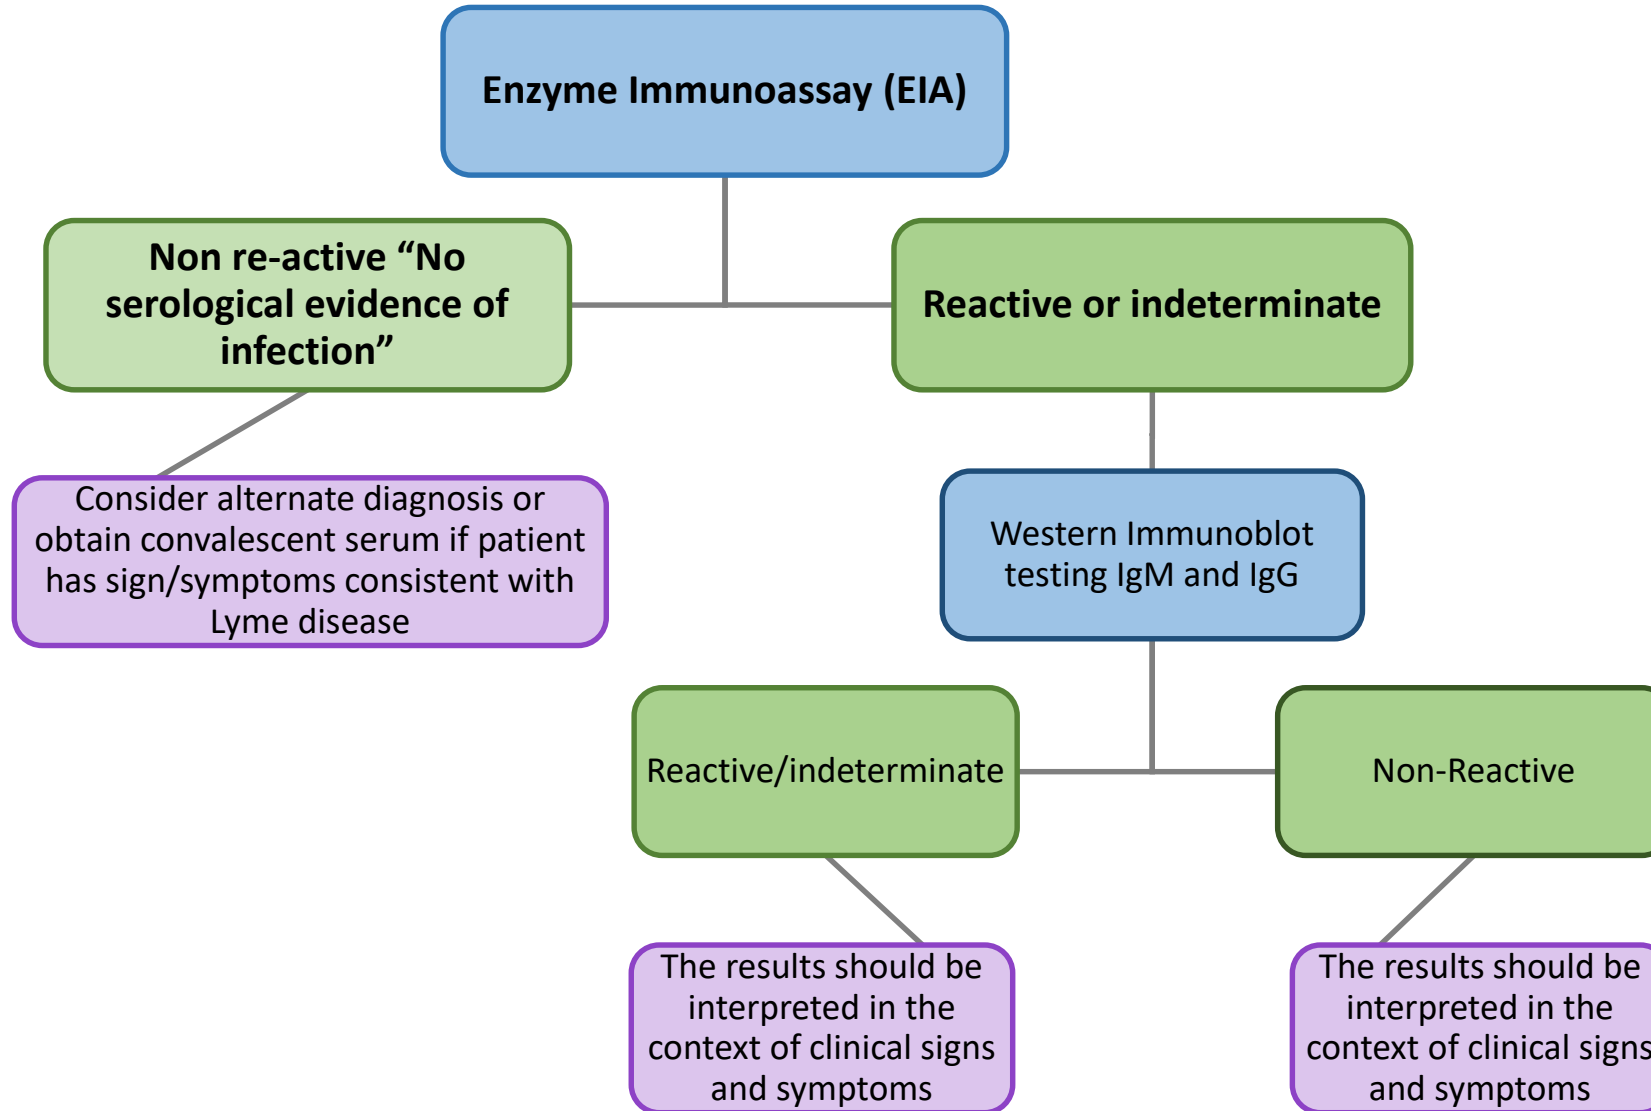 Enzyme Immunoassay (EIA)
Non re-active “No
serological evidence of
infection”
Reactive or indeterminate
Consider alternate diagnosis or
obtain convalescent serum if patient
has sign/symptoms consistent with
Lyme disease
Western Immunoblot
testing IgM and IgG
Reactive/indeterminate
Non-Reactive
The results should be
interpreted in the
context of clinical signs
and symptoms
The results should be
interpreted in the
context of clinical signs
and symptoms